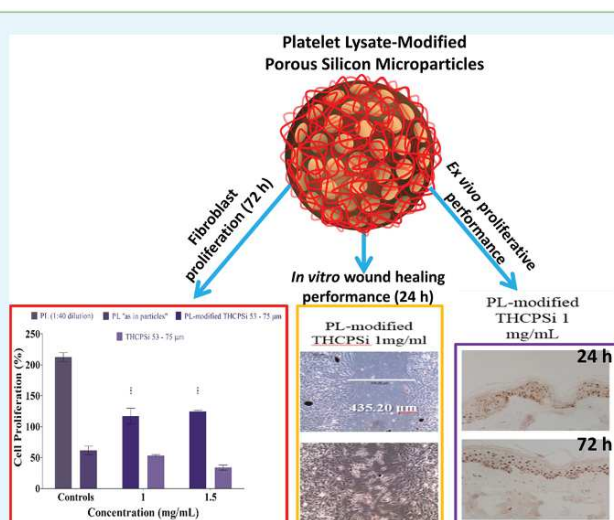 Platelet Lysate-Modified
Porous Silicon Microparticles
Fibroblast
proliferation (72 h)
In vitro wound healing
performance (24 h)
Ex vivo proliferative
performance
PL (1:40 dilution)
PL "as in particles"
PL-modified THCPSi 53 - 75 µm
THCPSi 53 - 75 µm
Cell Proliferation (%)
250
200
150
100
50
0
Controls
1
1.5
Concentration (mg/mL)
PL-modified
THCPSi 1mg/ml
435.20 µm
PL-modified
THCPSi 1
mg/mL
24 h
72 h